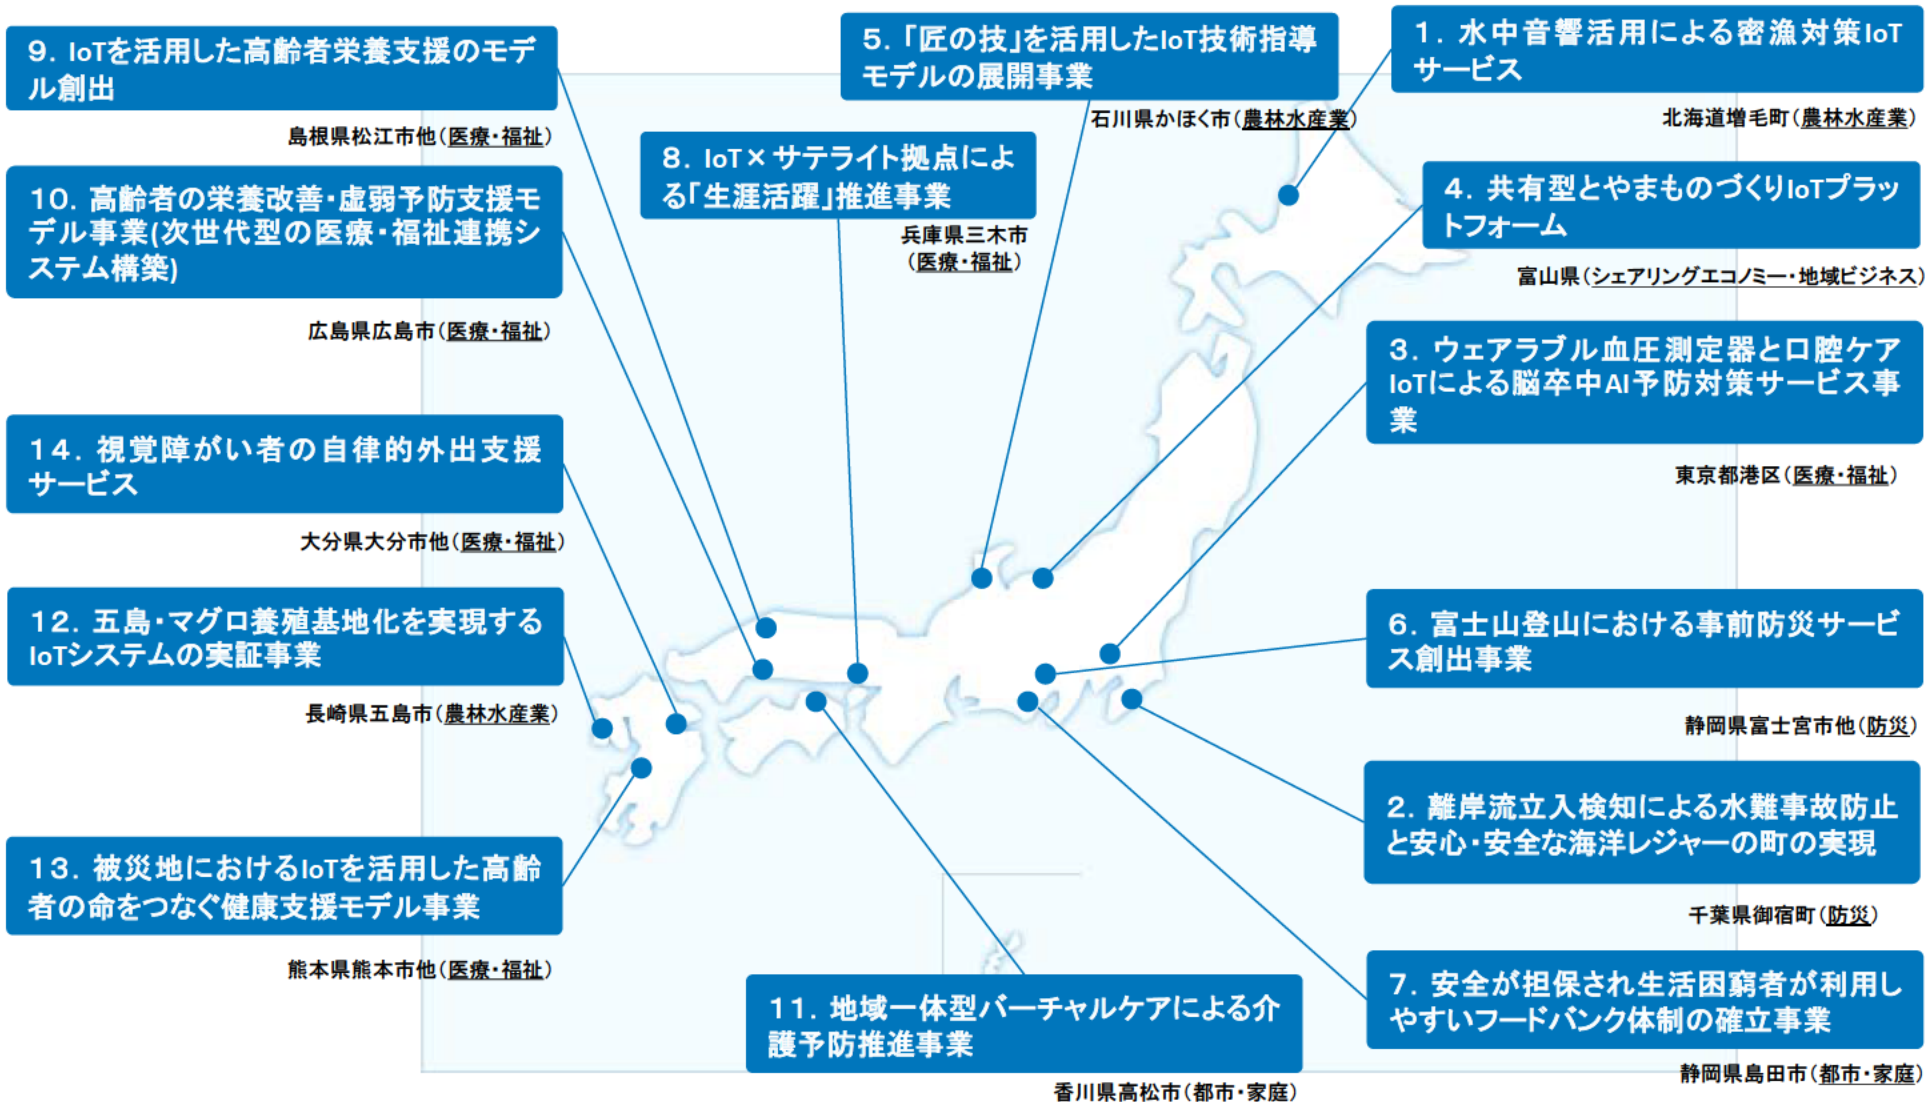 9. IoTを活用した高齢者栄養支援のモデ
ル創出
島根県松江市他(医療・福祉)
10. 高齢者の栄養改善・虚弱予防支援モ
デル事業(次世代型の医療・福祉連携シ
ステム構築)
広島県広島市(医療・福祉)
14. 視覚障がい者の自律的外出支援
サービス
大分県大分市他(医療・福祉)
12. 五島・マグロ養殖基地化を実現する
IoTシステムの実証事業
長崎県五島市(農林水産業)
13. 被災地におけるIoTを活用した高齢
者の命をつなぐ健康支援モデル事業
熊本県熊本市他(医療・福祉)
5. 「匠の技」を活用したIoT技術指導
モデルの展開事業
石川県かほく市(農林水産業)
8. IoT×サテライト拠点によ
る「生涯活躍」推進事業
兵庫県三木市
(医療・福祉)
11. 地域一体型バーチャルケアによる介
護予防推進事業
香川県高松市(都市・家庭)
1. 水中音響活用による密漁対策IoT
サービス
北海道増毛町(農林水産業)
4. 共有型とやまものづくりIoTプラッ
トフォーム
富山県(シェアリングエコノミー・地域ビジネス)
3. ウェアラブル血圧測定器と口腔ケア
IoTによる脳卒中AI予防対策サービス事
業
東京都港区(医療・福祉)
6. 富士山登山における事前防災サービ
ス創出事業
静岡県富士宮市他(防災)
2. 離岸流立入検知による水難事故防止
と安心・安全な海洋レジャーの町の実現
千葉県御宿町(防災)
7. 安全が担保され生活困窮者が利用し
やすいフードバンク体制の確立事業
静岡県島田市(都市・家庭)